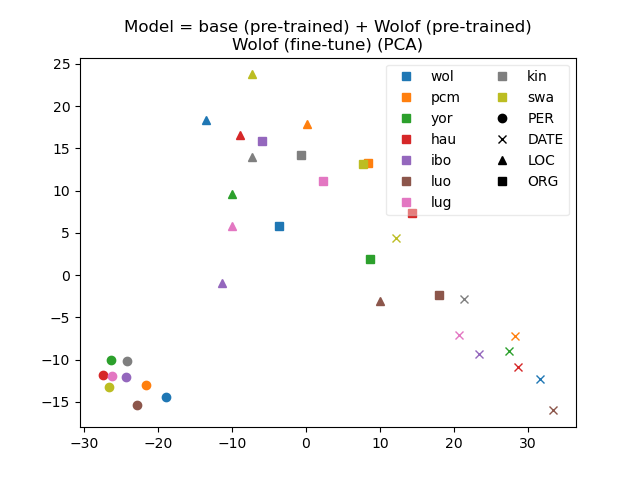 Model = base (pre-trained) + Wolof (pre-trained)
Wolof (fine-tune) (PCA)
25
20
15
10
5
0
−5
−10
−15
−30
−20
−10
0
10
20
30
wol
pcm
yor
hau
ibo
luo
lug
kin
swa
PER
DATE
LOC
ORG